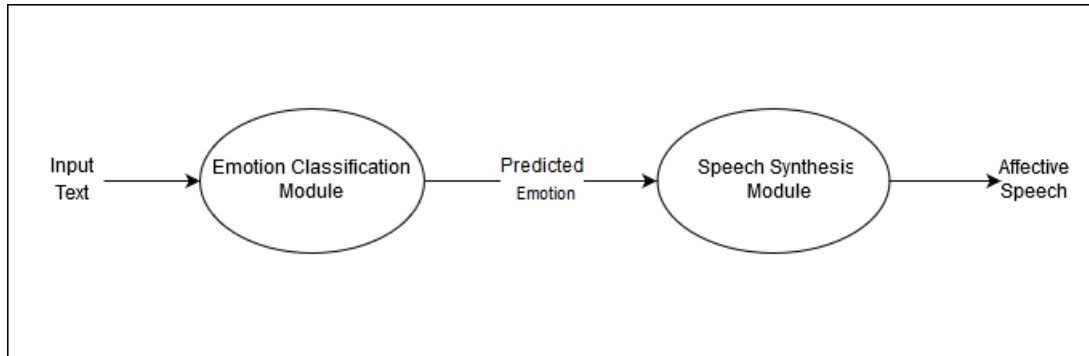 Input
Text
Emotion Classification
Module
Predicted
Emotion
Speech Synthesis
Module
Affective
Speech